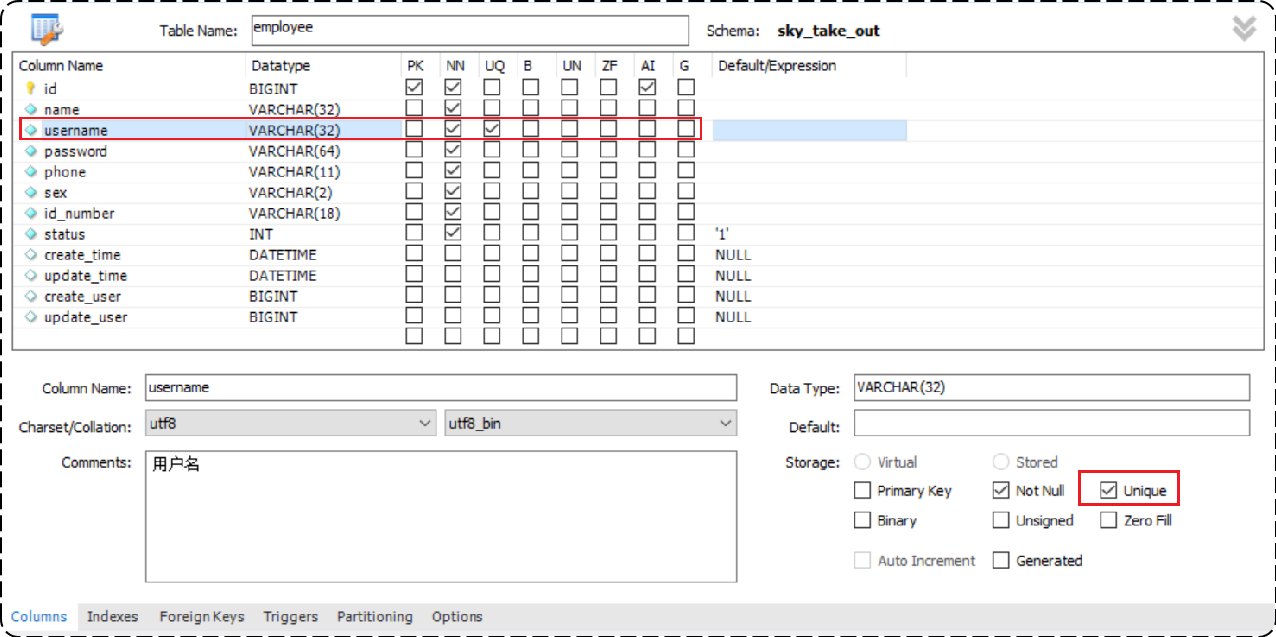 Table Name: employee Schema: sky_take_out
Column Name Datatype PK NN UQ B UN ZF AI G Default/Expression
id BIGINT
name VARCHAR(32)
username VARCHAR(32)
password VARCHAR(64)
phone VARCHAR(11)
sex VARCHAR(2)
id_number VARCHAR(18)
status INT '1'
create_time DATETIME NULL
update_time DATETIME NULL
create_user BIGINT NULL
update_user BIGINT NULL
Column Name: username Data Type: VARCHAR(32)
Charset/Collation: utf8 utf8_bin Default:
Comments: 用户名 Storage: Virtual Stored
Primary Key Not Null Unique
Binary Unsigned Zero Fill
Auto Increment Generated
Columns Indexes Foreign Keys Triggers Partitioning Options